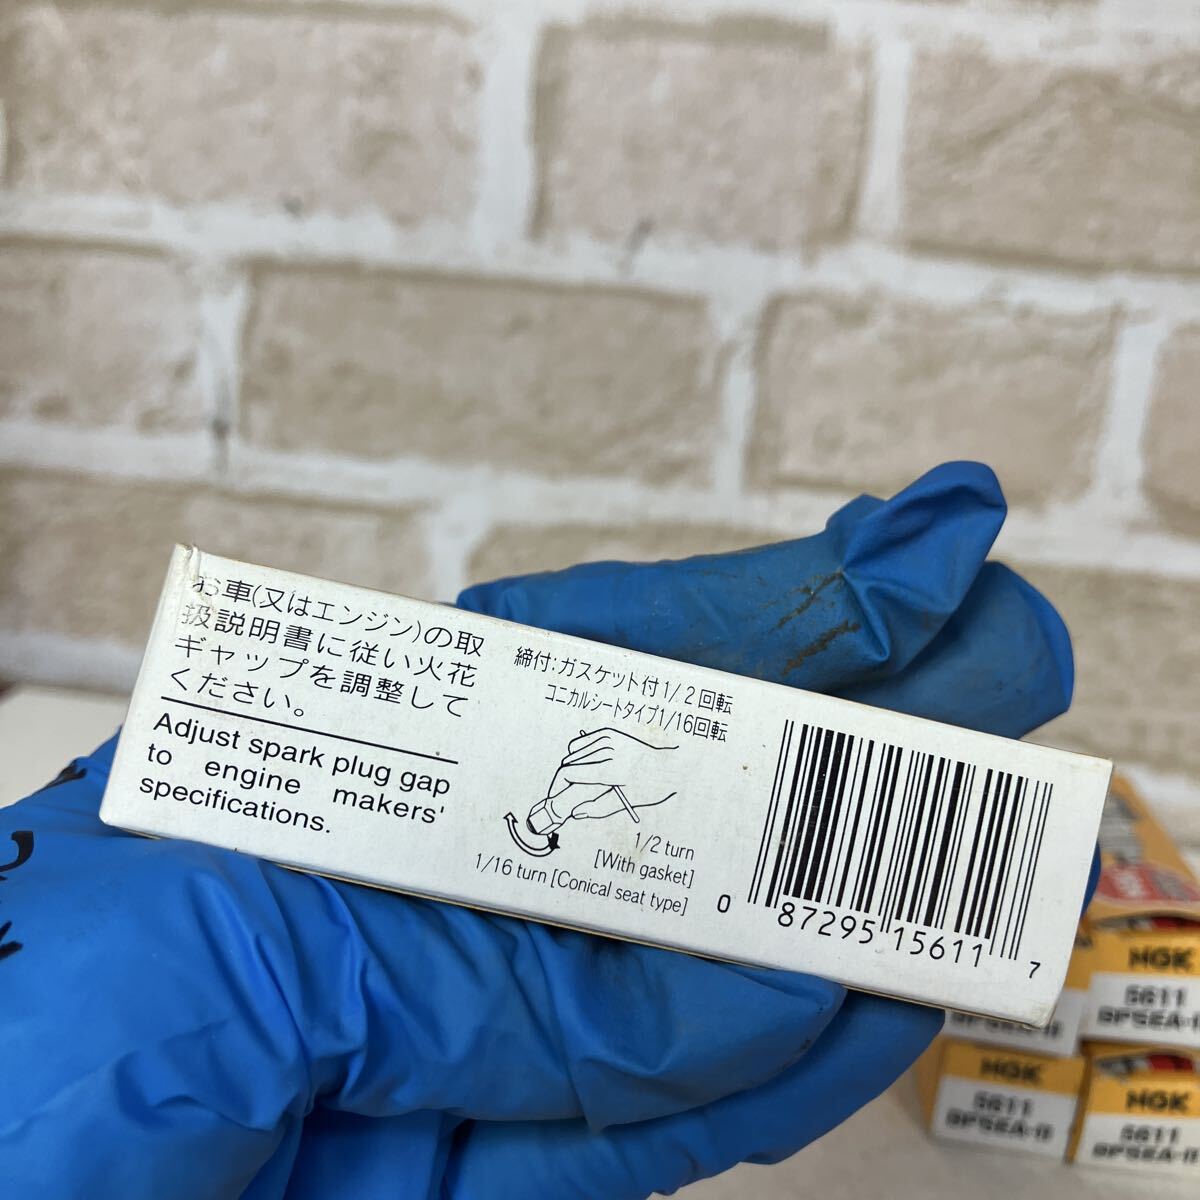 お車(又はエンジン)の取
扱説明書に従い火花
ギャップを調整して
ください。
Adjust spark plug gap
to engine makers'
specifications.
締付:ガスケット付1/2回転
コニカルシートタイプ1/16回転
1/2 turn
[With gasket]
1/16 turn [Conical seat type]
0 87295 15611 7
NGK
5611
NGK
5611
NGK
5611